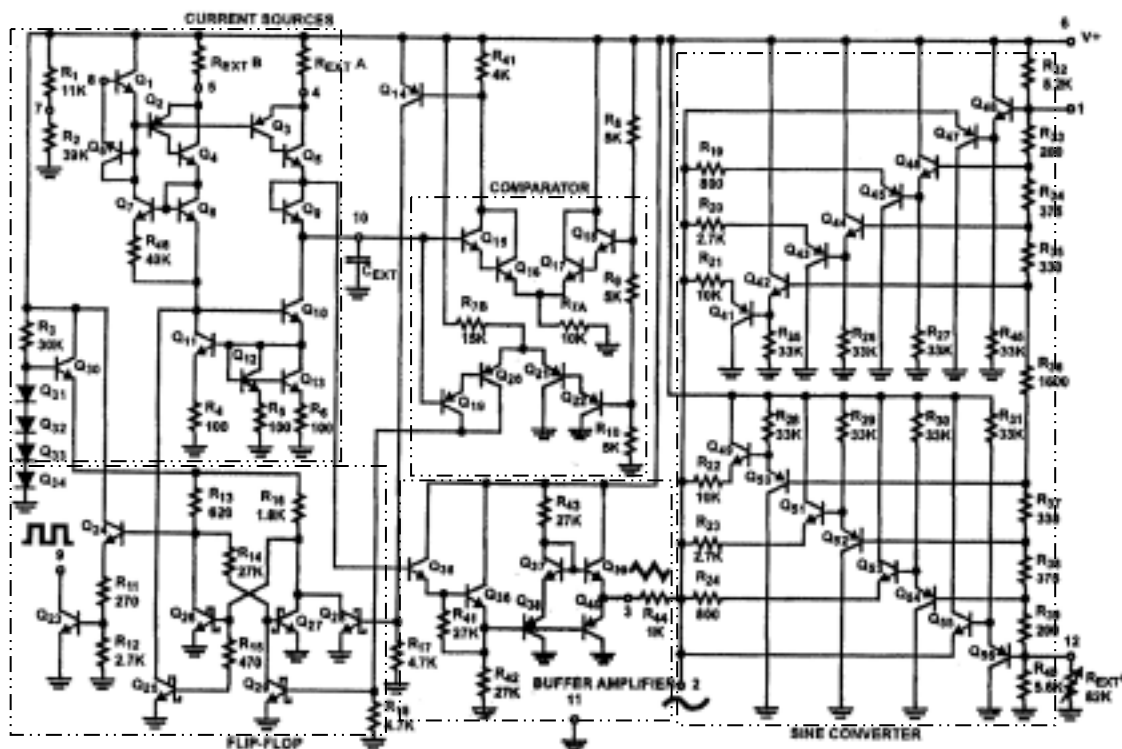 CURRENT SOURCES
6
V+
R1
11K
8
Q1
REXT B
5
REXT A
4
7
R2
39K
Q2
Q3
Q4
Q5
Q6
Q7
Q8
Q9
R46
40K
R41
4K
Q14
R8
5K
COMPARATOR
10
CEXT
Q15
Q16
Q17
Q18
R9
5K
R7B
15K
R7A
10K
Q19
Q20
Q21
Q22
R10
5K
Q10
Q11
Q12
Q13
R4
100
R5
100
R6
100
R3
30K
Q30
Q31
Q32
Q33
Q34
R32
5.2K
1
R33
200
R34
375
R35
330
R36
1600
R37
330
R38
375
R39
200
12
REXT C
82K
R19
800
R20
2.7K
R21
10K
Q41
Q42
Q43
Q44
Q45
Q46
Q47
R25
33K
R26
33K
R27
33K
R45
33K
R28
33K
R29
33K
R30
33K
R31
33K
Q49
Q51
Q52
Q53
Q54
Q55
Q56
R22
10K
R23
2.7K
R24
800
R13
620
R16
1.8K
R14
27K
R15
470
9
Q23
Q24
Q25
Q26
Q27
R11
270
R12
2.7K
R17
4.7K
R18
4.7K
R43
27K
Q35
Q36
Q37
Q38
Q39
Q40
R41
27K
R42
27K
3
R44
1K
BUFFER AMPLIFIER
2
11
FLIP-FLOP
SINE CONVERTER